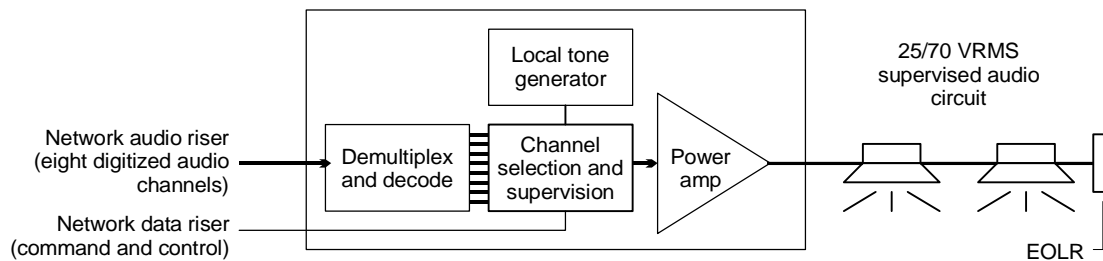 Local tone
generator
25/70 VRMS
supervised audio
circuit
Network audio riser
(eight digitized audio
channels)
Demultiplex
and decode
Channel
selection and
supervision
Power
amp
Network data riser
(command and control)
EOLR